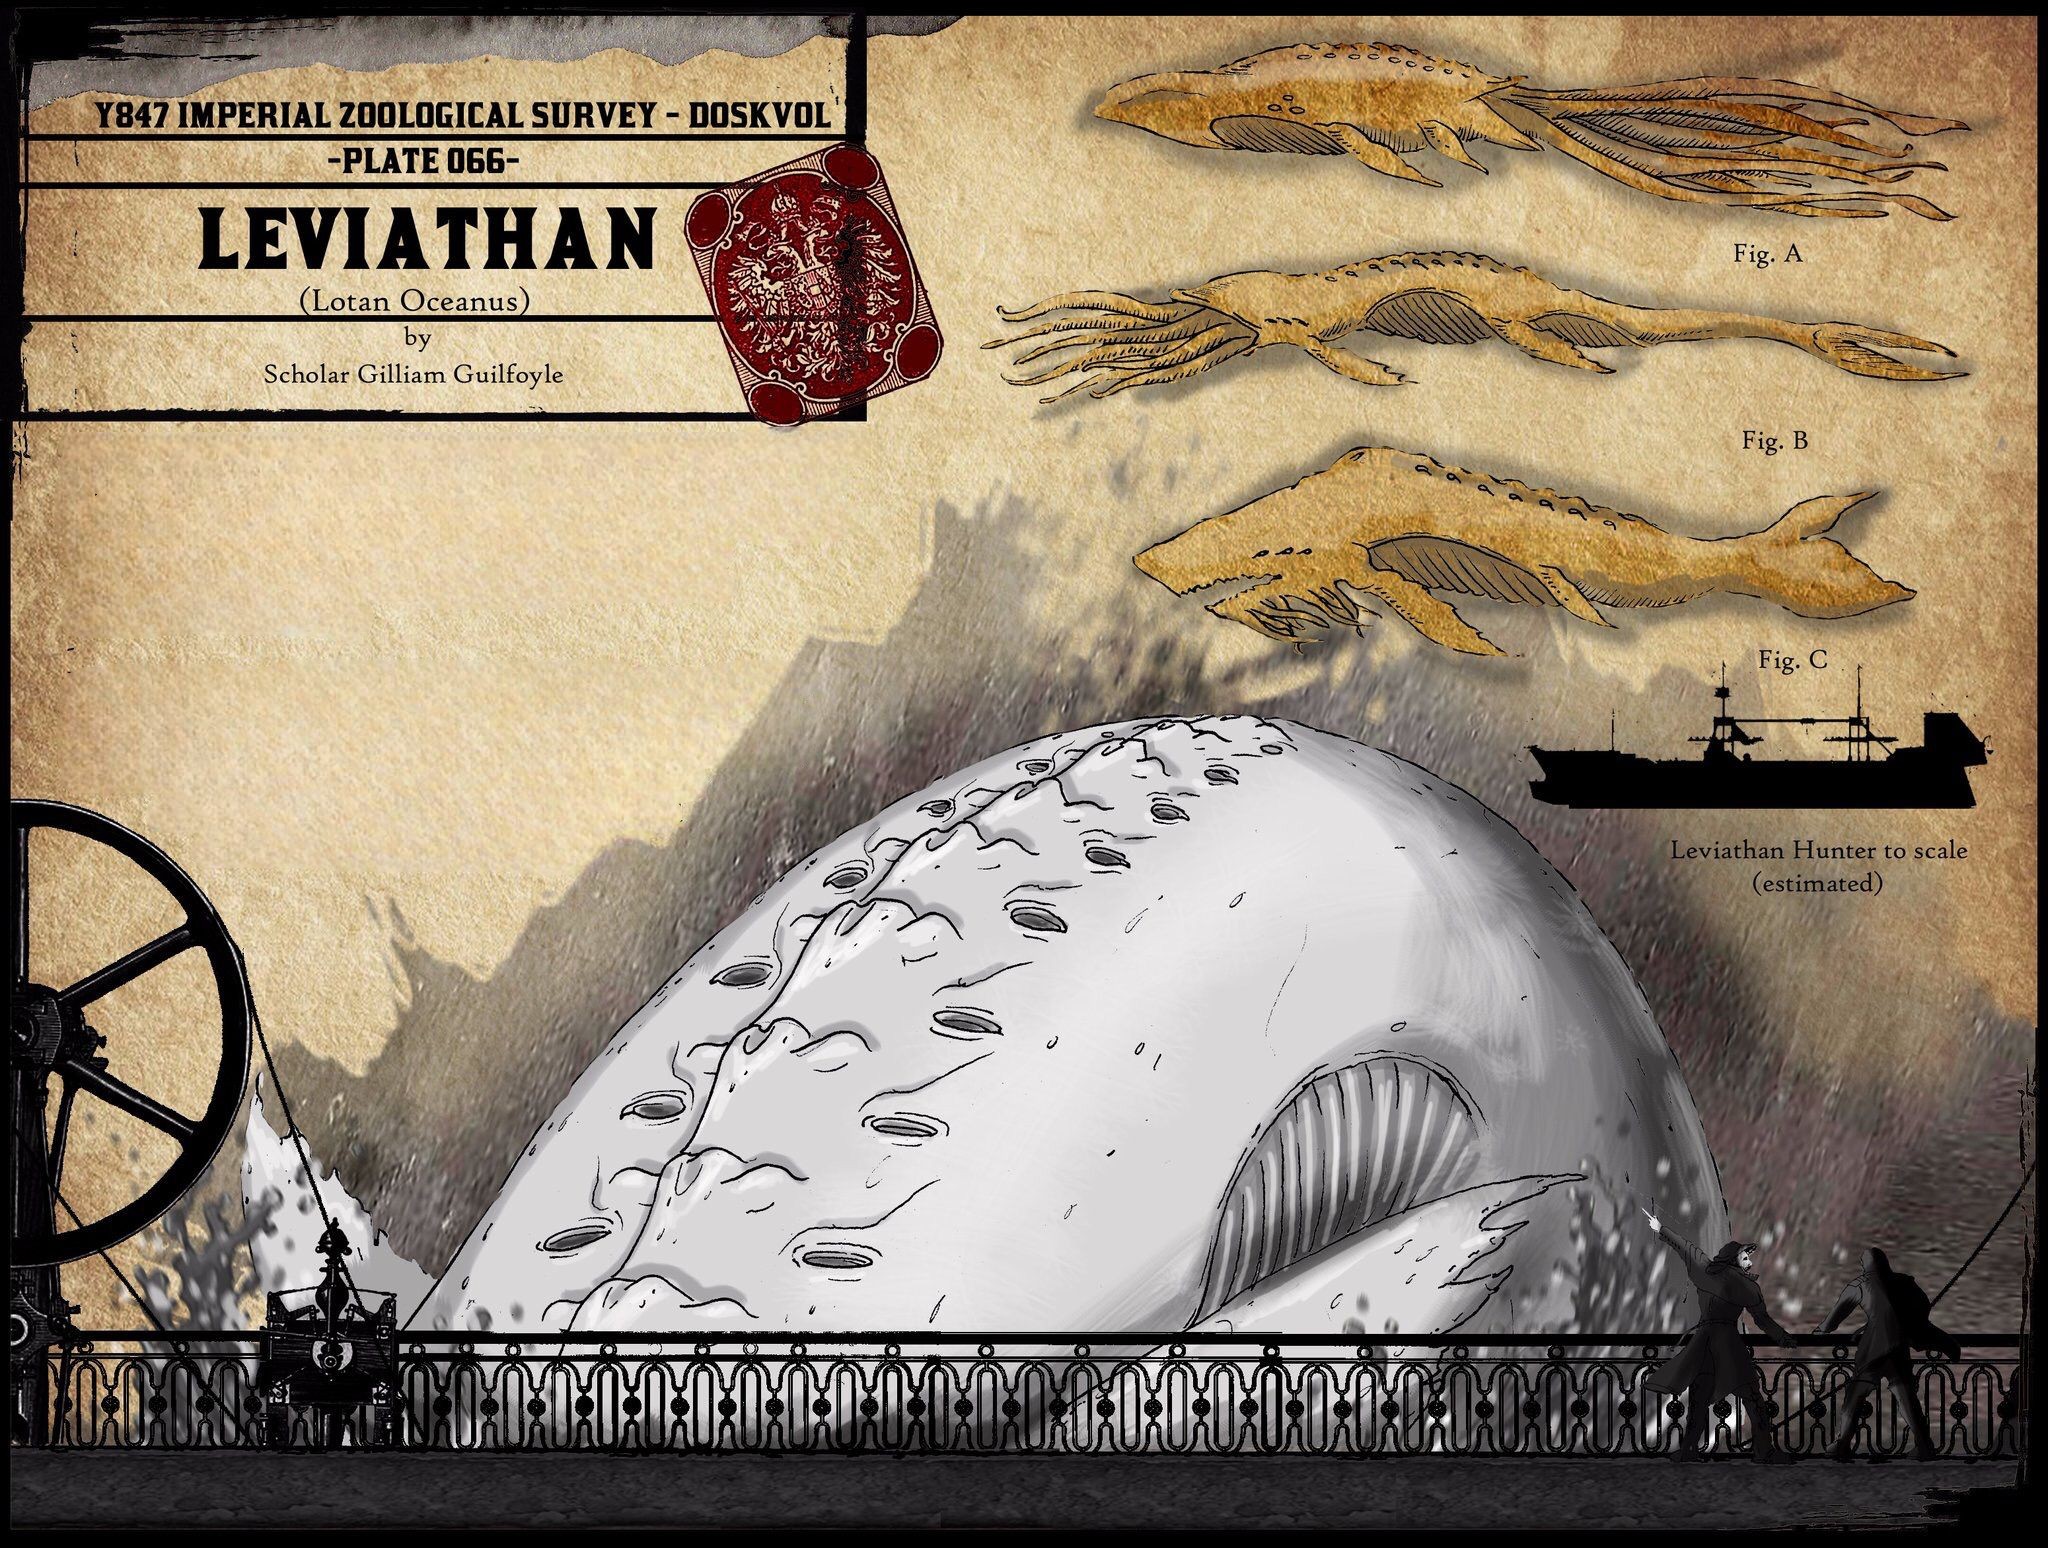 Y847 IMPERIAL ZOOLOGICAL SURVEY - DOSKVOL
-PLATE 066-
LEVIATHAN
(Lotan Oceanus)
by
Scholar Gilliam Guilfoyle
Fig. A
Fig. B
Fig. C
Leviathan Hunter to scale
(estimated)